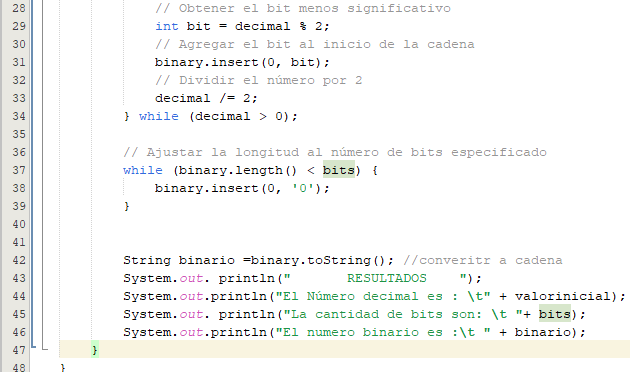 28 // Obtener el bit menos significativo
29 int bit = decimal % 2;
30 // Agregar el bit al inicio de la cadena
31 binary.insert(0, bit);
32 // Dividir el número por 2
33 decimal /= 2;
34 } while (decimal > 0);
35
36 // Ajustar la longitud al número de bits especificado
37 while (binary.length() < bits) {
38 binary.insert(0, '0');
39 }
40
41
42 String binario =binary.toString(); //converitr a cadena
43 System.out. println("       RESULTADOS    ");
44 System.out.println("El Número decimal es : \t" + valorinicial);
45 System.out. println("La cantidad de bits son: \t "+ bits);
46 System.out.println("El numero binario es :\t " + binario);
47 }
48 }